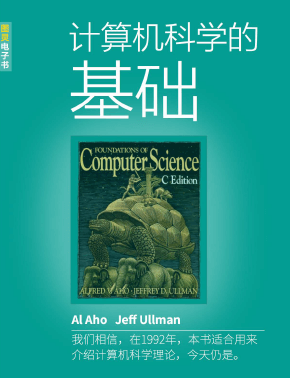 图灵电子书
计算机科学的
基础
FOUNDATIONS OF
Computer Science
C Edition
ALFRED V. AHO • JEFFREY D. ULLMAN
Al Aho Jeff Ullman
我们相信，在1992年，本书适合用来
介绍计算机科学理论，今天仍是。